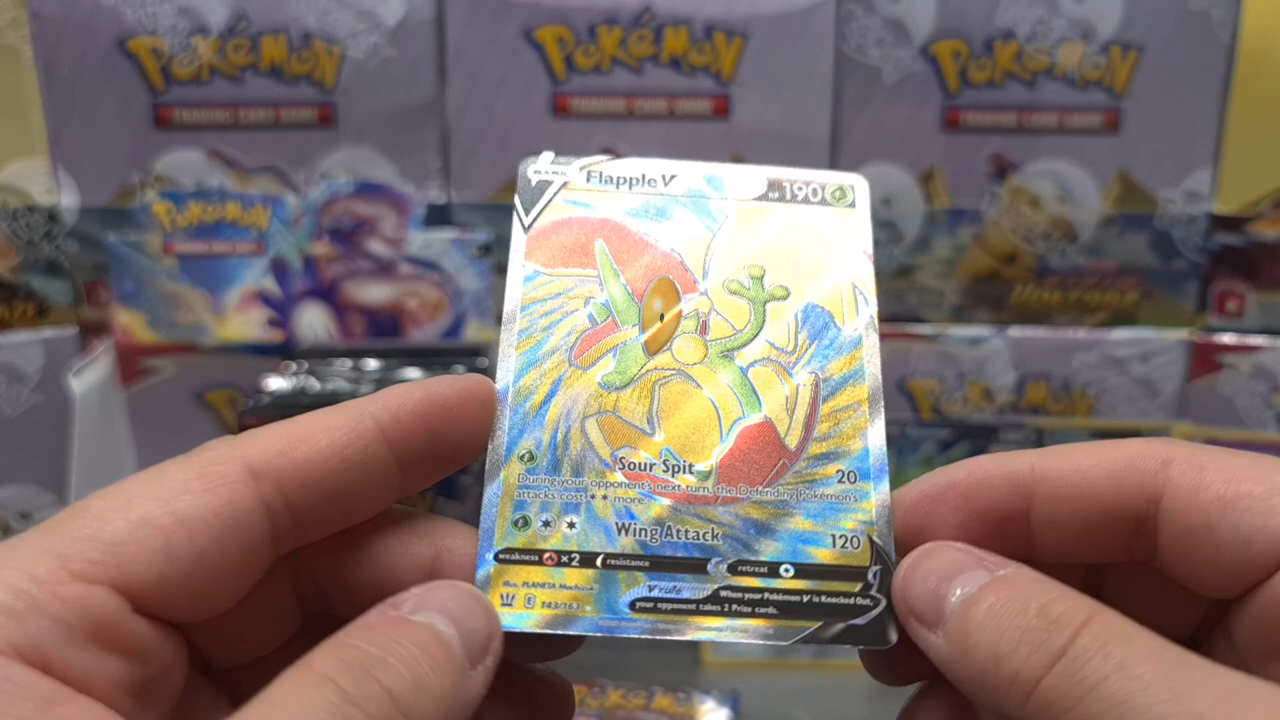 Pokémon
TRADING CARD GAME
Pokémon
TRADING CARD GAME
Pokémon
TRADING CARD GAME
Pokémon
BASIC
Flapple V
HP 190
Sour Spit 20
During your opponent's next turn, the Defending Pokémon's
attacks cost ✱ ✱ more.
Wing Attack 120
weakness ×2 resistance retreat
Illus. PLANETA Mochizuki
V rule When your Pokémon V is Knocked Out,
your opponent takes 2 Prize cards.
E 143/163
Pokémon
Pokémon